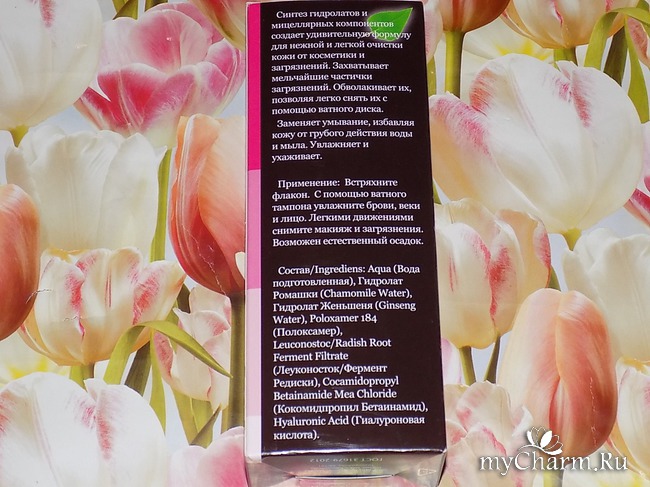 Синтез гидролатов и
мицеллярных компонентов
создает удивительную формулу
для нежной и легкой очистки
кожи от косметики и
загрязнений. Захватывает
мельчайшие частички
загрязнений. Обволакивает их,
позволяя легко снять их с
помощью ватного диска.
Заменяет умывание, избавляя
кожу от грубого действия воды
и мыла. Увлажняет и
ухаживает.
Применение: Встряхните
флакон. С помощью ватного
тампона увлажните брови, веки
и лицо. Легкими движениями
снимите макияж и загрязнения.
Возможен естественный осадок.
Состав/Ingrediens: Aqua (Вода
подготовленная), Гидролат
Ромашки (Chamomile Water),
Гидролат Женьшеня (Ginseng
Water), Poloxamer 184
(Полоксамер),
Leuconostoc/Radish Root
Ferment Filtrate
(Леуконосток/Фермент
Редиски), Cocamidopropyl
Betainamide Mea Chloride
(Кокомидпропил Бетаинамид),
Hyaluronic Acid (Гиалуроновая
кислота).
ГОСТ 31679-2012
myCharm.Ru